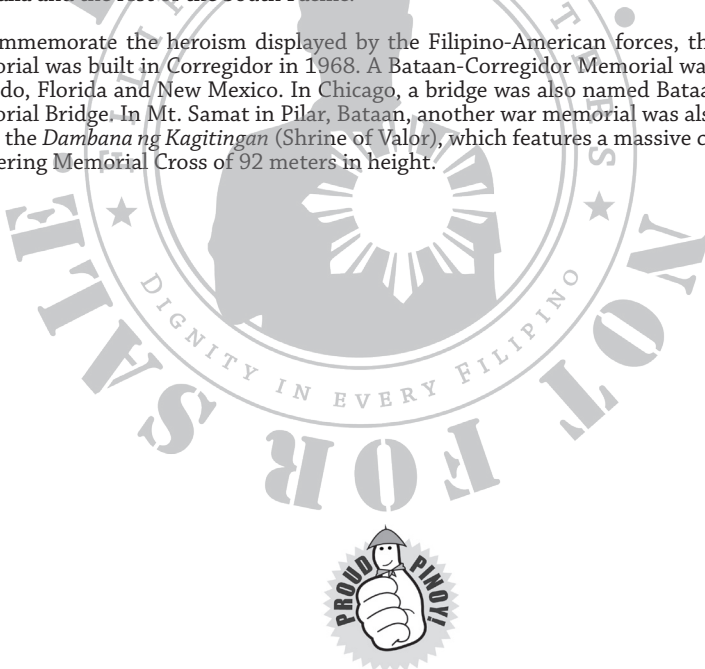 mmemorate the heroism displayed by the Filipino-American forces, th
orial was built in Corregidor in 1968. A Bataan-Corregidor Memorial wa
do, Florida and New Mexico. In Chicago, a bridge was also named Bataa
orial Bridge. In Mt. Samat in Pilar, Bataan, another war memorial was als
the Dambana ng Kagitingan (Shrine of Valor), which features a massive c
ering Memorial Cross of 92 meters in height.
DIGNITY IN EVERY FILIPINO
NOT FOR SALE
PROUD PINOY!